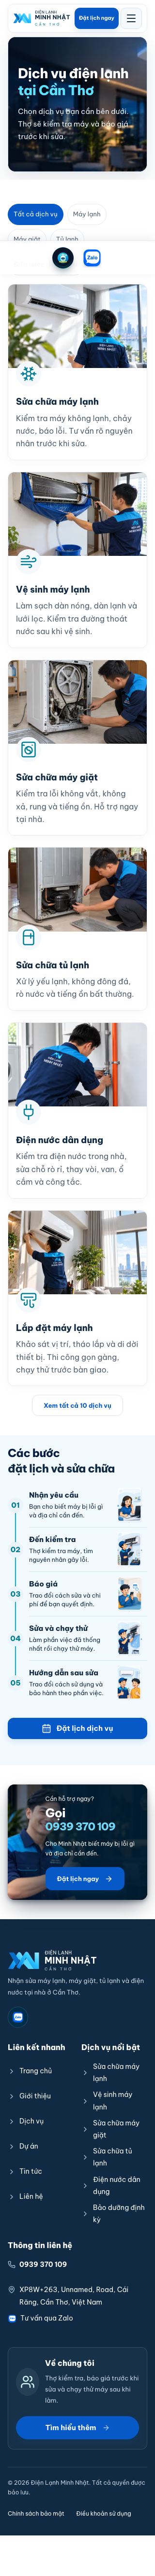 ĐIỆN LẠNH
MINH NHẬT
CẦN THƠ
Đặt lịch ngay
Dịch vụ điện lạnh
tại Cần Thơ
Chọn dịch vụ bạn cần bên dưới.
Thợ sẽ kiểm tra máy và báo giá
trước khi sửa.
Tất cả dịch vụ
Máy lạnh
Máy giặt
Tủ lạnh
Zalo
Sửa chữa máy lạnh
Kiểm tra máy không lạnh, chảy
nước, báo lỗi. Tư vấn rõ nguyên
nhân trước khi sửa.
Vệ sinh máy lạnh
Làm sạch dàn nóng, dàn lạnh và
lưới lọc. Kiểm tra đường thoát
nước sau khi vệ sinh.
Sửa chữa máy giặt
Kiểm tra lỗi không vắt, không
xả, rung và tiếng ồn. Hỗ trợ ngay
tại nhà.
Sửa chữa tủ lạnh
Xử lý yếu lạnh, không đông đá,
rò nước và tiếng ồn bất thường.
Điện nước dân dụng
Kiểm tra điện nước trong nhà,
sửa chỗ rò rỉ, thay vòi, van, ổ
cắm và công tắc.
Lắp đặt máy lạnh
Khảo sát vị trí, tháo lắp và di dời
thiết bị. Thi công gọn gàng,
chạy thử trước bàn giao.
Xem tất cả 10 dịch vụ
Các bước
đặt lịch và sửa chữa
01
Nhận yêu cầu
Bạn cho biết máy bị lỗi gì
và địa chỉ cần đến.
02
Đến kiểm tra
Thợ kiểm tra máy, tìm
nguyên nhân gây lỗi.
03
Báo giá
Trao đổi cách sửa và chi
phí để bạn quyết định.
04
Sửa và chạy thử
Làm phần việc đã thống
nhất rồi chạy thử máy.
05
Hướng dẫn sau sửa
Trao đổi cách sử dụng và
bảo hành theo phần việc.
Đặt lịch dịch vụ
Cần hỗ trợ ngay?
Gọi
0939 370 109
Cho Minh Nhật biết máy bị lỗi gì
và địa chỉ cần đến.
Đặt lịch ngay
ĐIỆN LẠNH
MINH NHẬT
CẦN THƠ
Nhận sửa máy lạnh, máy giặt, tủ lạnh và điện
nước tại nhà ở Cần Thơ.
Liên kết nhanh
Trang chủ
Giới thiệu
Dịch vụ
Dự án
Tin tức
Liên hệ
Dịch vụ nổi bật
Sửa chữa máy
lạnh
Vệ sinh máy
lạnh
Sửa chữa máy
giặt
Sửa chữa tủ
lạnh
Điện nước dân
dụng
Bảo dưỡng định
kỳ
Thông tin liên hệ
0939 370 109
XP8W+263, Unnamed, Road, Cái
Răng, Cần Thơ, Việt Nam
Tư vấn qua Zalo
Về chúng tôi
Thợ kiểm tra, báo giá trước khi
sửa và chạy thử máy sau khi
làm.
Tìm hiểu thêm
© 2026 Điện Lạnh Minh Nhật. Tất cả quyền được
bảo lưu.
Chính sách bảo mật
Điều khoản sử dụng